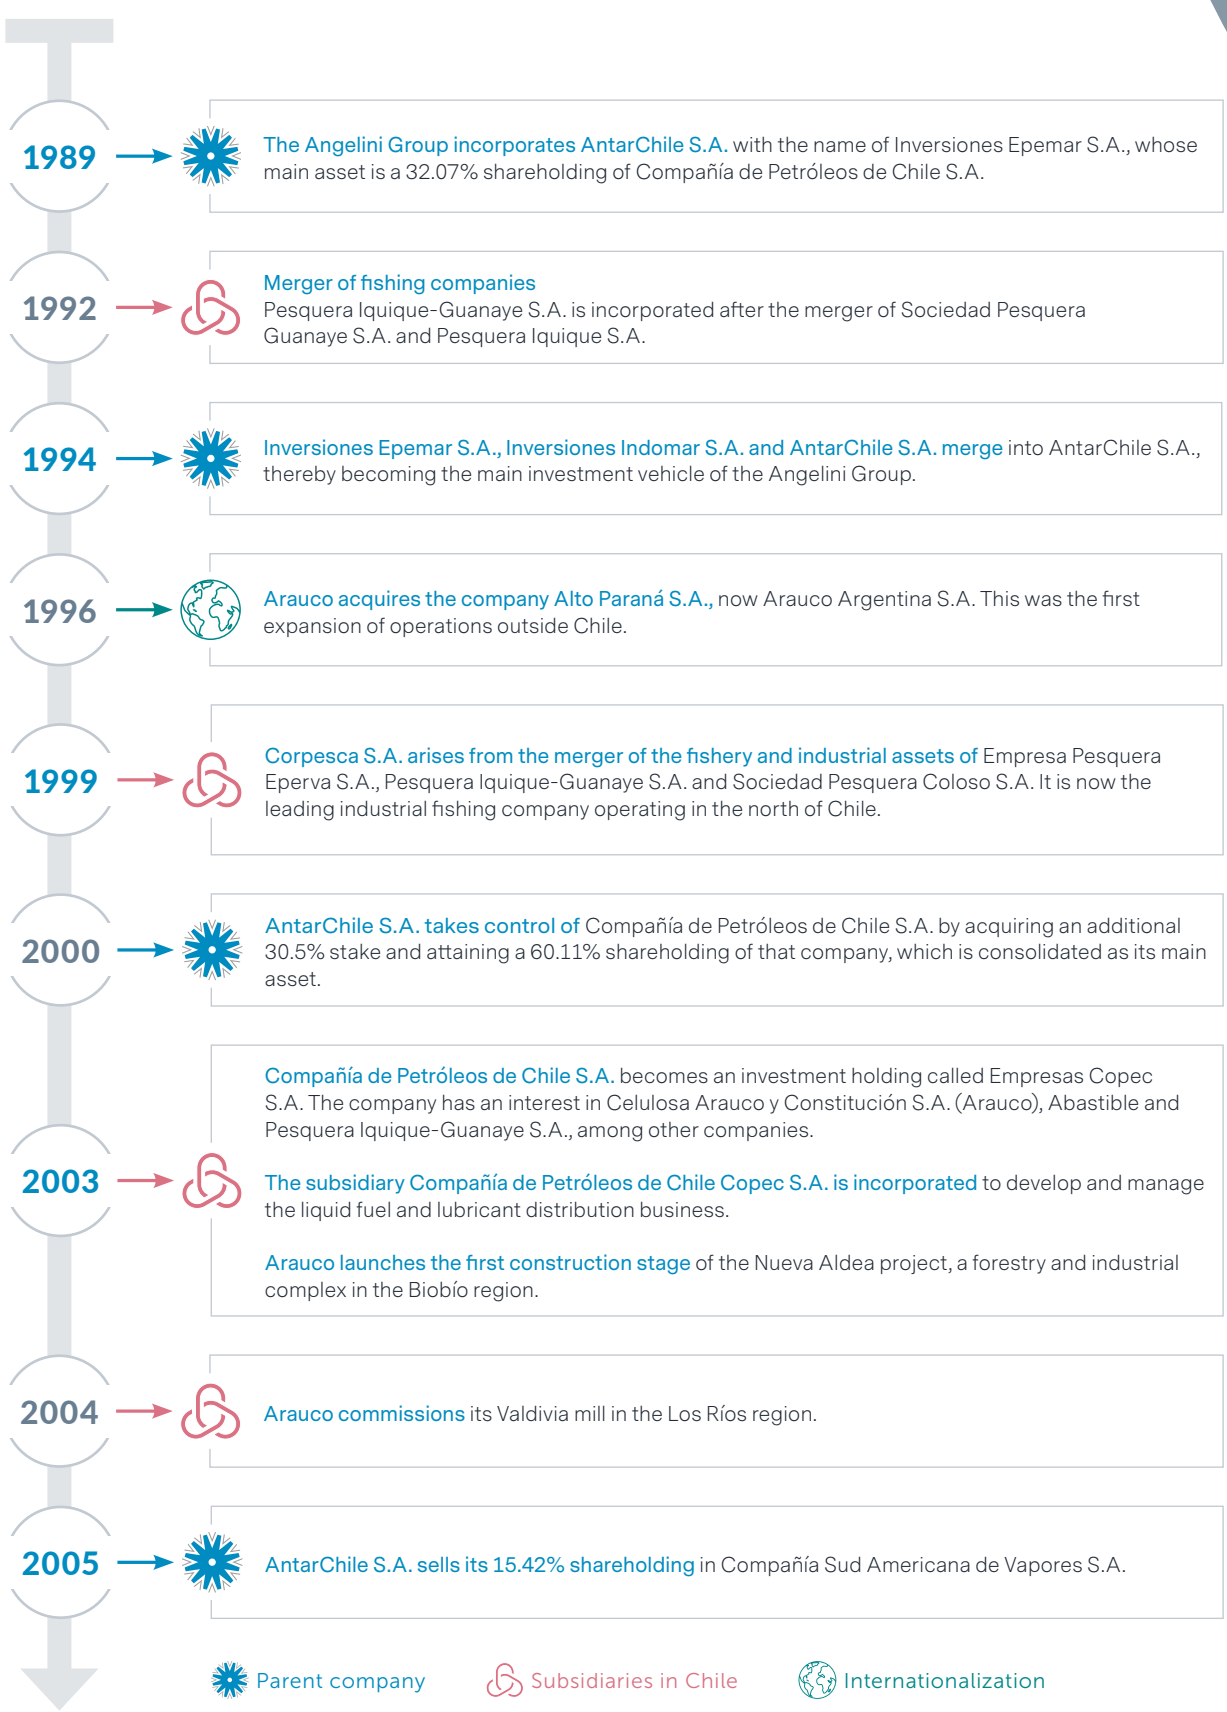 1989
The Angelini Group incorporates AntarChile S.A. with the name of Inversiones Epemar S.A., whose
main asset is a 32.07% shareholding of Compañía de Petróleos de Chile S.A.
1992
Merger of fishing companies
Pesquera Iquique-Guanaye S.A. is incorporated after the merger of Sociedad Pesquera
Guanaye S.A. and Pesquera Iquique S.A.
1994
Inversiones Epemar S.A., Inversiones Indomar S.A. and AntarChile S.A. merge into AntarChile S.A.,
thereby becoming the main investment vehicle of the Angelini Group.
1996
Arauco acquires the company Alto Paraná S.A., now Arauco Argentina S.A. This was the first
expansion of operations outside Chile.
1999
Corpesca S.A. arises from the merger of the fishery and industrial assets of Empresa Pesquera
Eperva S.A., Pesquera Iquique-Guanaye S.A. and Sociedad Pesquera Coloso S.A. It is now the
leading industrial fishing company operating in the north of Chile.
2000
AntarChile S.A. takes control of Compañía de Petróleos de Chile S.A. by acquiring an additional
30.5% stake and attaining a 60.11% shareholding of that company, which is consolidated as its main
asset.
2003
Compañía de Petróleos de Chile S.A. becomes an investment holding called Empresas Copec
S.A. The company has an interest in Celulosa Arauco y Constitución S.A. (Arauco), Abastible and
Pesquera Iquique-Guanaye S.A., among other companies.
The subsidiary Compañía de Petróleos de Chile Copec S.A. is incorporated to develop and manage
the liquid fuel and lubricant distribution business.
Arauco launches the first construction stage of the Nueva Aldea project, a forestry and industrial
complex in the Biobío region.
2004
Arauco commissions its Valdivia mill in the Los Ríos region.
2005
AntarChile S.A. sells its 15.42% shareholding in Compañía Sud Americana de Vapores S.A.
Parent company
Subsidiaries in Chile
Internationalization